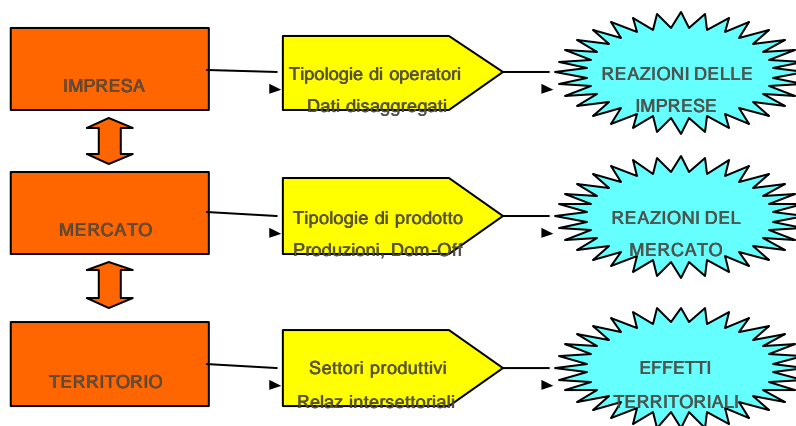 IMPRESA
Tipologie di operatori
Dati disaggregati
REAZIONI DELLE
IMPRESE
MERCATO
Tipologie di prodotto
Produzioni, Dom-Off
REAZIONI DEL
MERCATO
TERRITORIO
Settori produttivi
Relaz intersettoriali
EFFETTI
TERRITORIALI